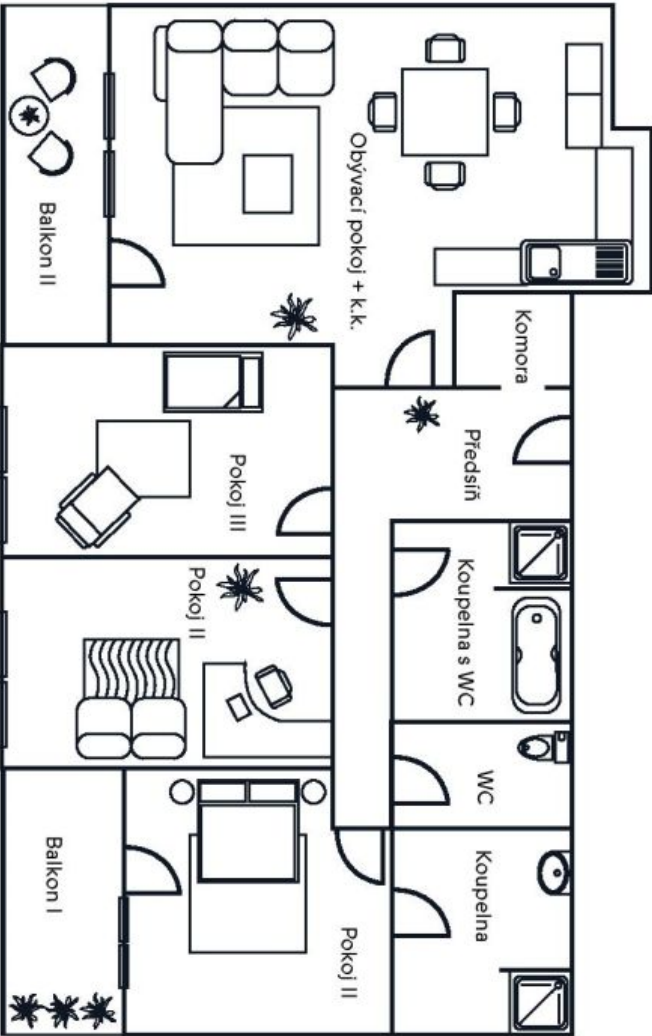 Balkon II
Obývací pokoj + k.k.
Komora
Předsíň
Pokoj III
Pokoj II
Koupelna s WC
WC
Koupelna
Balkon I
Pokoj II